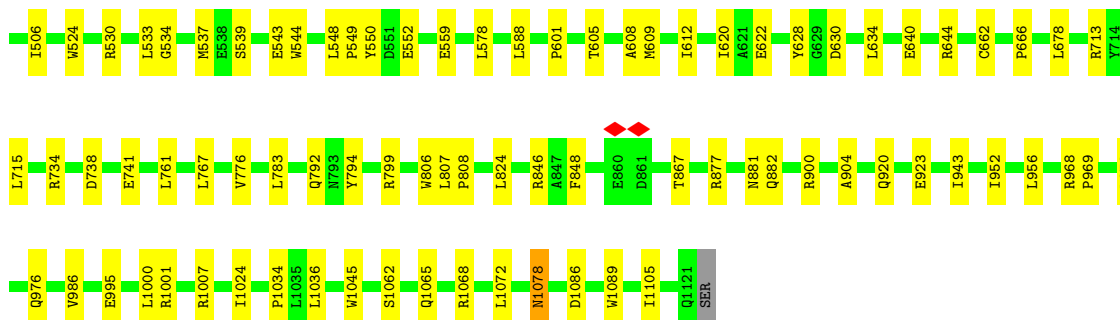 I506 W524 R530 L533 G534 M537 E538 S539 E543 W544 L548 P549 Y550 D551 E552 E559 L578 L588 P601 T605 A608 M609 I612 I620 A621 E622 Y628 G629 D630 L634 E640 R644 C662 P666 L678 R713 Y714
L715 R734 D738 E741 L761 L767 V776 L783 Q792 N793 Y794 R799 W806 L807 P808 L824 R846 A847 F848 E860 D861 T867 R877 N881 Q882 R900 A904 Q920 E923 I943 I952 L956 R968 P969
Q976 V986 E995 L1000 R1001 R1007 I1024 P1034 L1035 L1036 W1045 S1062 Q1065 R1068 L1072 N1078 D1086 W1089 I1105 Q1121 SER